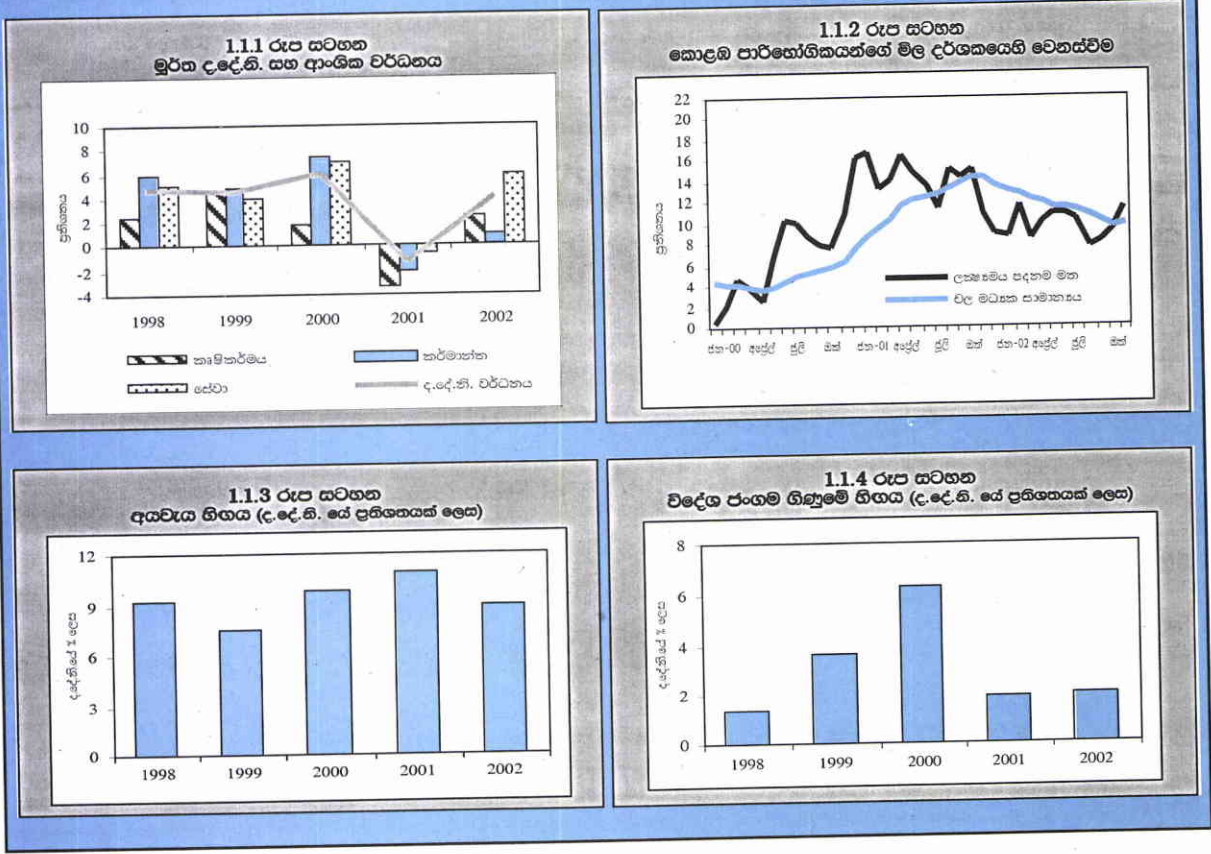 1.1.1 රූප සටහන
මූර්ත ද.දේ.නි. සහ ආංශික වර්ධනය
ප්‍රතිශතය
10
8
6
4
2
0
-2
-4
1998 1999 2000 2001 2002
කෘෂිකර්මය කර්මාන්ත
සේවා ද.දේ.නි. වර්ධනය
1.1.2 රූප සටහන
කොළඹ පාරිභෝගිකයන්ගේ මිල දර්ශකයෙහි වෙනස්වීම
ප්‍රතිශතය
22
20
18
16
14
12
10
8
6
4
2
0
ජන-00 අප්‍රේල් ජූලි ඔක් ජන-01 අප්‍රේල් ජූලි ඔක් ජන-02 අප්‍රේල් ජූලි ඔක්
ලක්ෂ්‍යමය පදනම මත
චල මධ්‍යක සාමාන්‍යය
1.1.3 රූප සටහන
අයවැය හිඟය (ද.දේ.නි. යේ ප්‍රතිශතයක් ලෙස)
ද.දේ.නියේ % ලෙස
12
9
6
3
0
1998 1999 2000 2001 2002
1.1.4 රූප සටහන
විදේශ ජංගම ගිණුමේ හිඟය (ද.දේ.නි. යේ ප්‍රතිශතයක් ලෙස)
ද.දේ.නියේ % ලෙස
8
6
4
2
0
1998 1999 2000 2001 2002